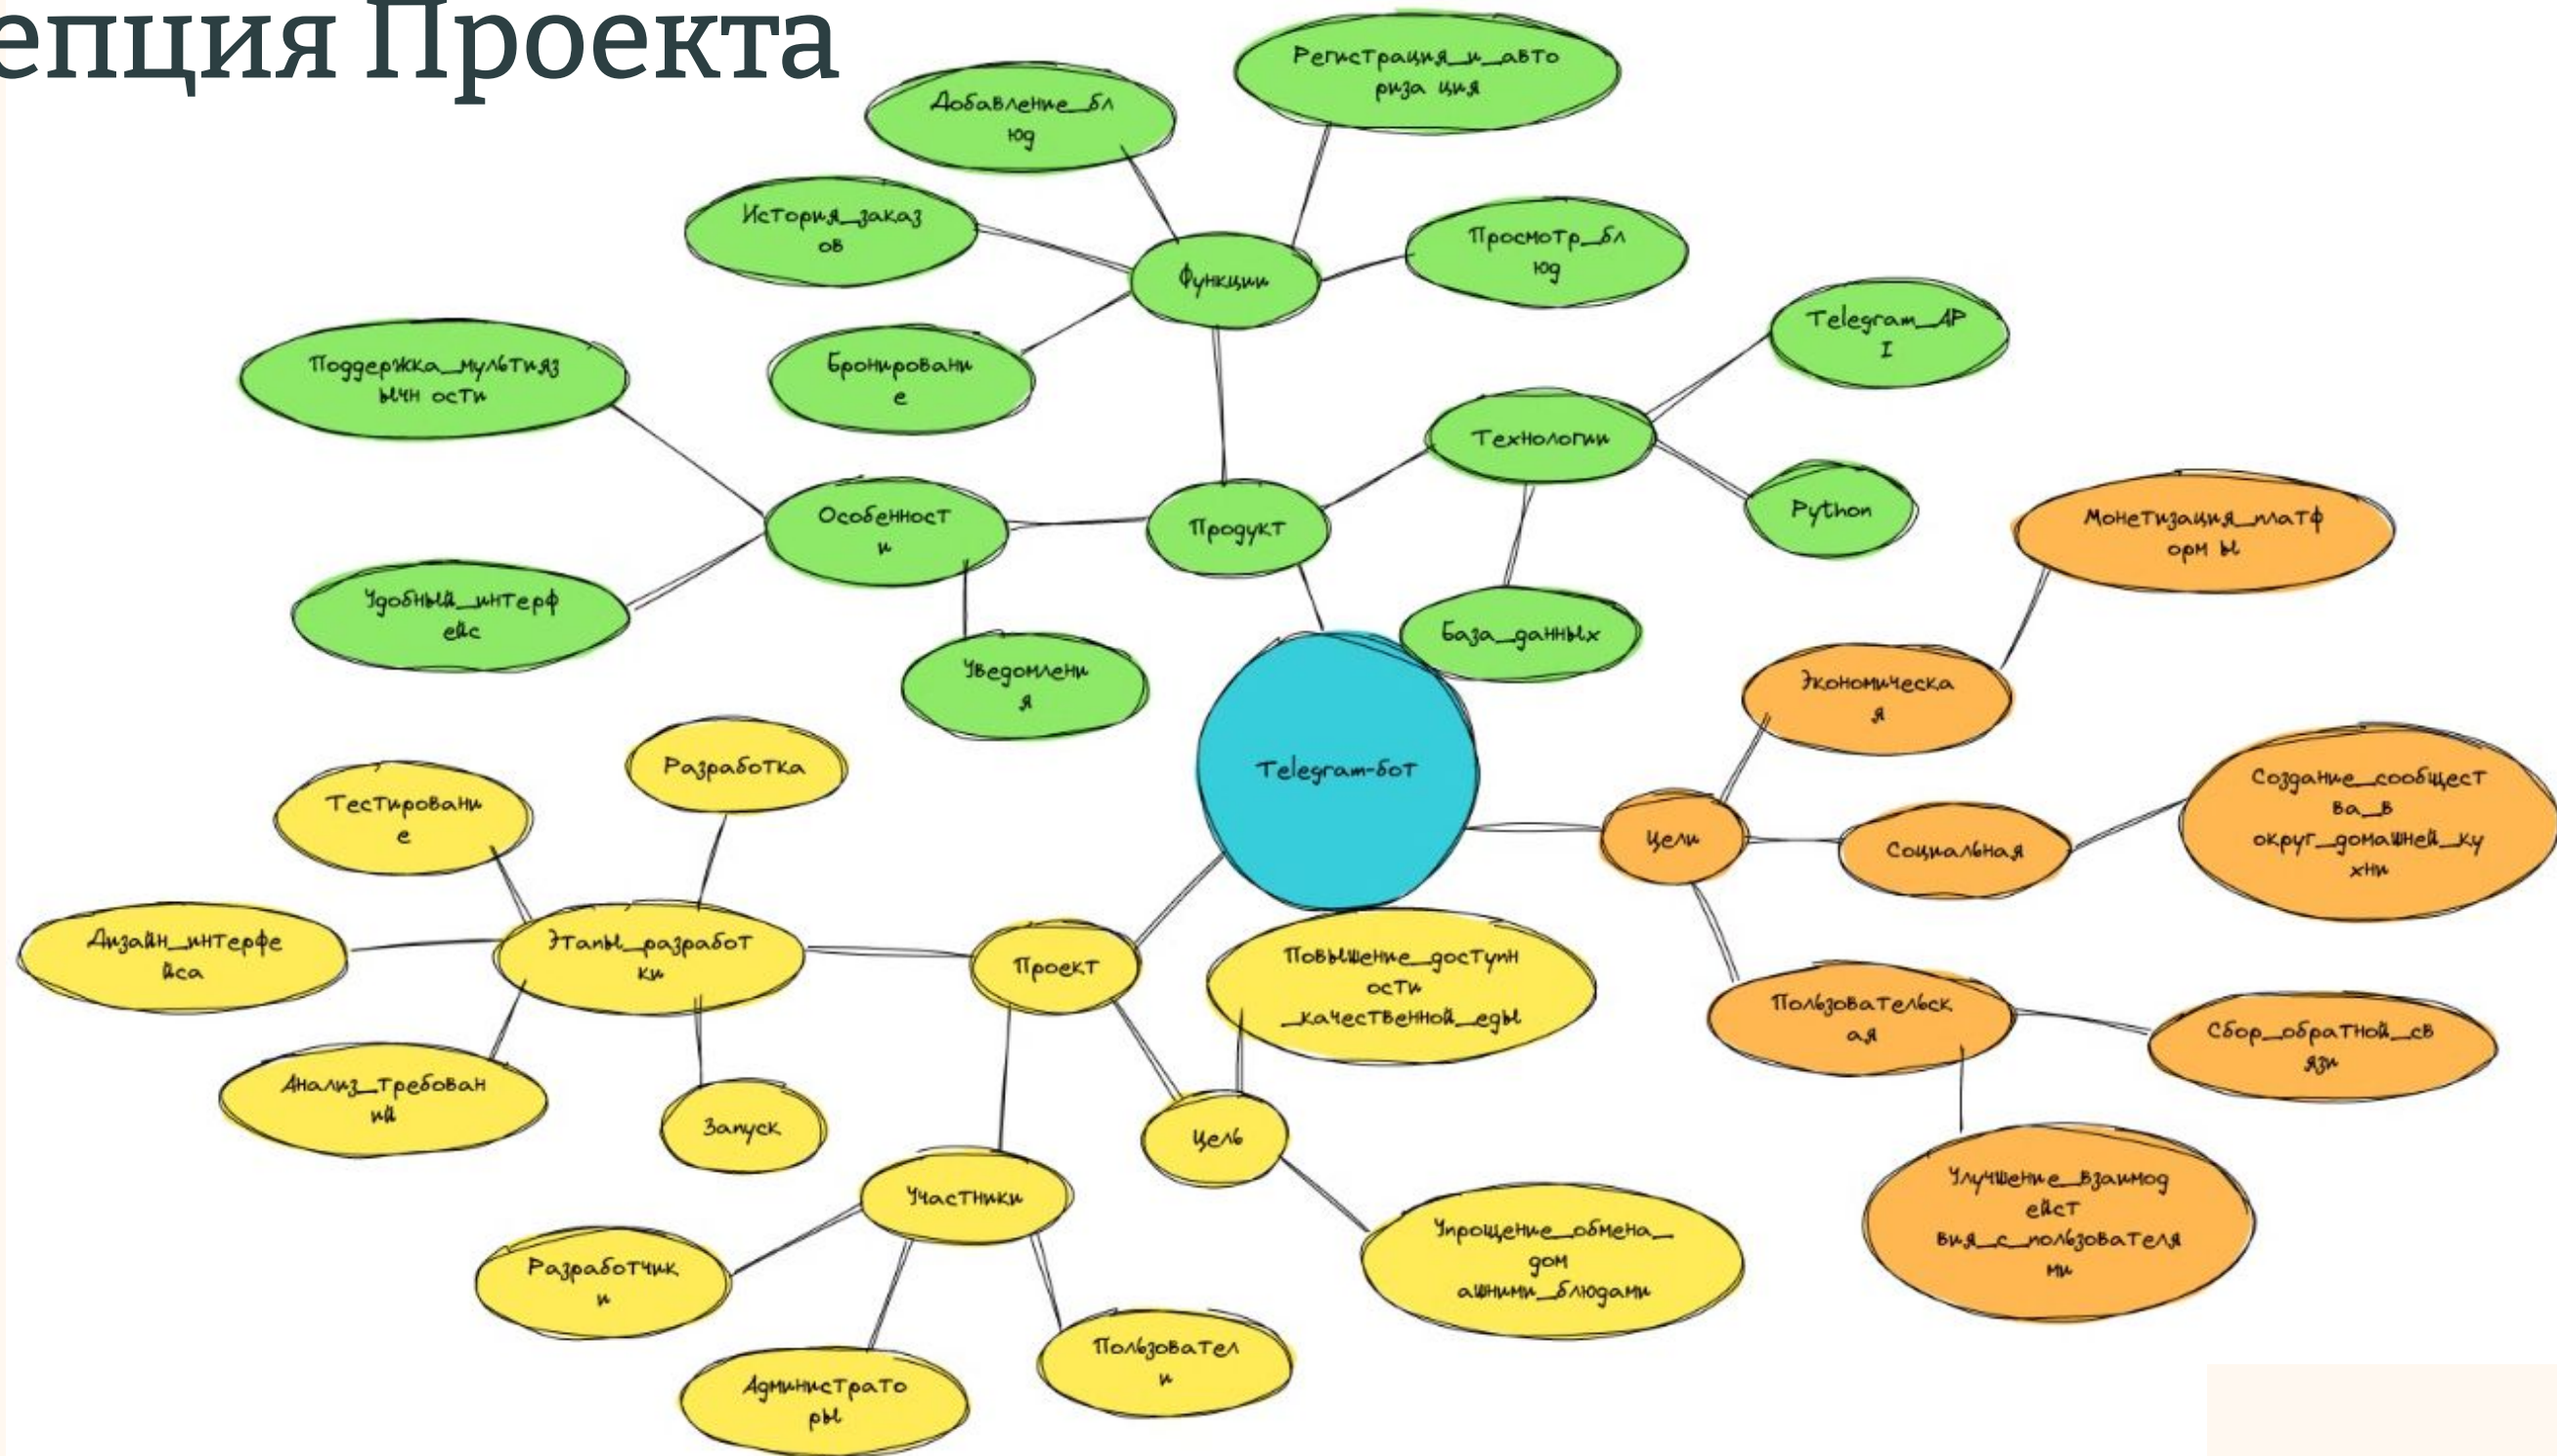 епция Проекта
Регистрация_и_авто
риза ция
Добавление_бл
юд
История_заказ
ов
Просмотр_бл
юд
Функции
Бронировани
е
Telegram_AP
I
Поддержка_мультияз
ычн ости
Технологии
Python
Особенност
и
Продукт
Монетизация_платф
орм ы
Удобный_интерф
ейс
База_данных
Уведомлени
я
Экономическа
я
Telegram-бот
Разработка
Тестировани
е
Цели
Социальная
Создание_сообщест
ва_в
округ_домашней_ку
хни
Дизайн_интерфе
йса
Этапы_разработ
ки
Проект
Повышение_доступн
ости
_качественной_еды
Пользовательск
ая
Сбор_обратной_св
язи
Анализ_требован
ий
Запуск
Цель
Участники
Улучшение_взаимод
ейст
вия_с_пользователя
ми
Разработчик
и
Упрощение_обмена_
дом
ашними_блюдами
Администрато
ры
Пользовател
и